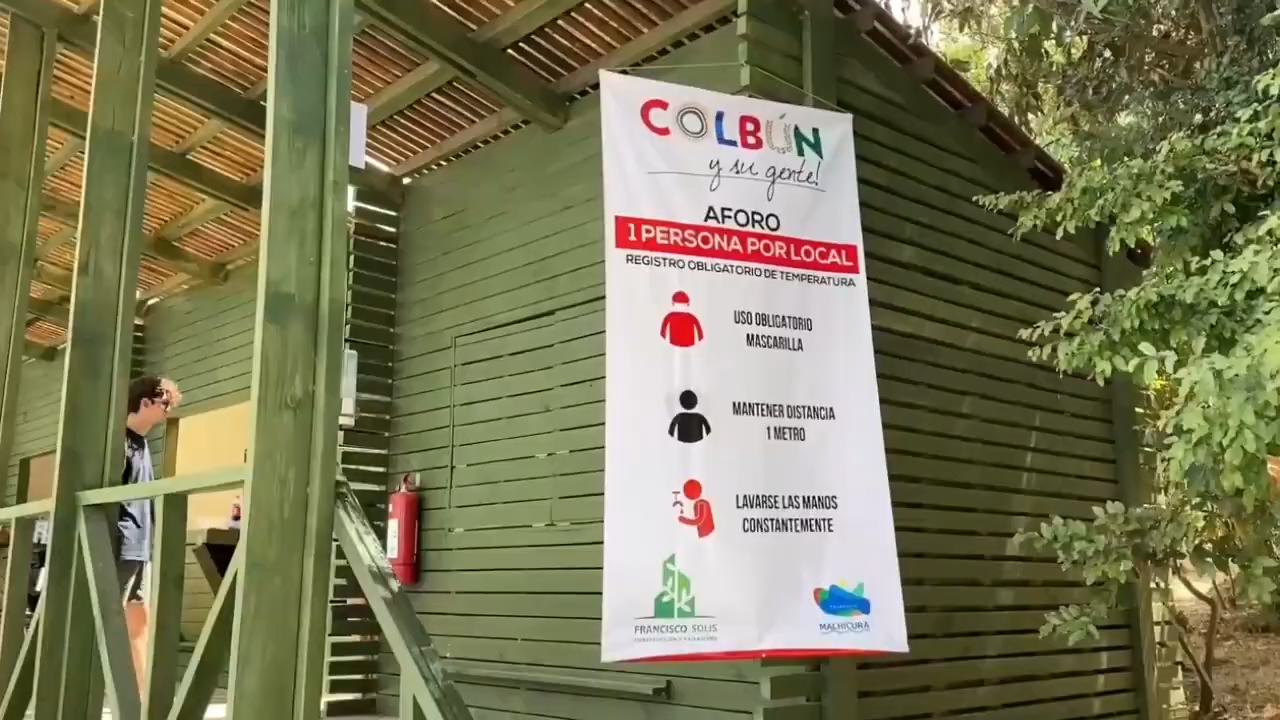 COLBÚN
y su gente!
AFORO
1 PERSONA POR LOCAL
REGISTRO OBLIGATORIO DE TEMPERATURA
USO OBLIGATORIO
MASCARILLA
MANTENER DISTANCIA
1 METRO
LAVARSE LAS MANOS
CONSTANTEMENTE
FRANCISCO SOLIS
MACHICURA